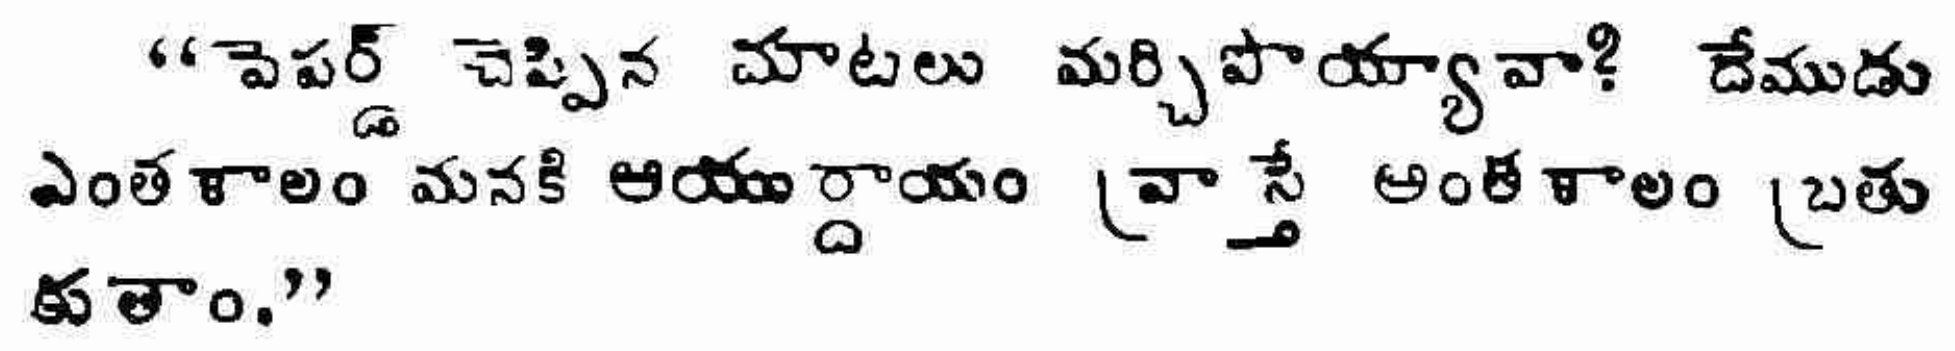 “పెపర్డ్ చెప్పిన మాటలు మర్చిపొయ్యావా? దేముడు
ఎంతకాలం మనకి ఆయుర్దాయం వ్రాస్తే అంతకాలం బ్రతు
కుతాం.”